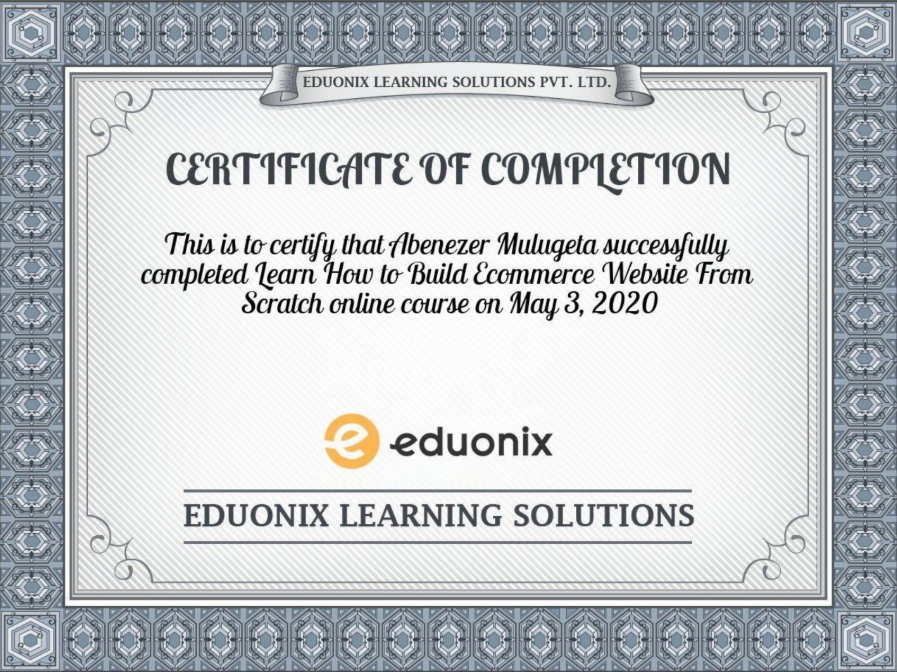 EDUONIX LEARNING SOLUTIONS PVT. LTD.
CERTIFICATE OF COMPLETION
This is to certify that Abenezer Mulugeta successfully
completed Learn How to Build Ecommerce Website From
Scratch online course on May 3, 2020
e eduonix
EDUONIX LEARNING SOLUTIONS